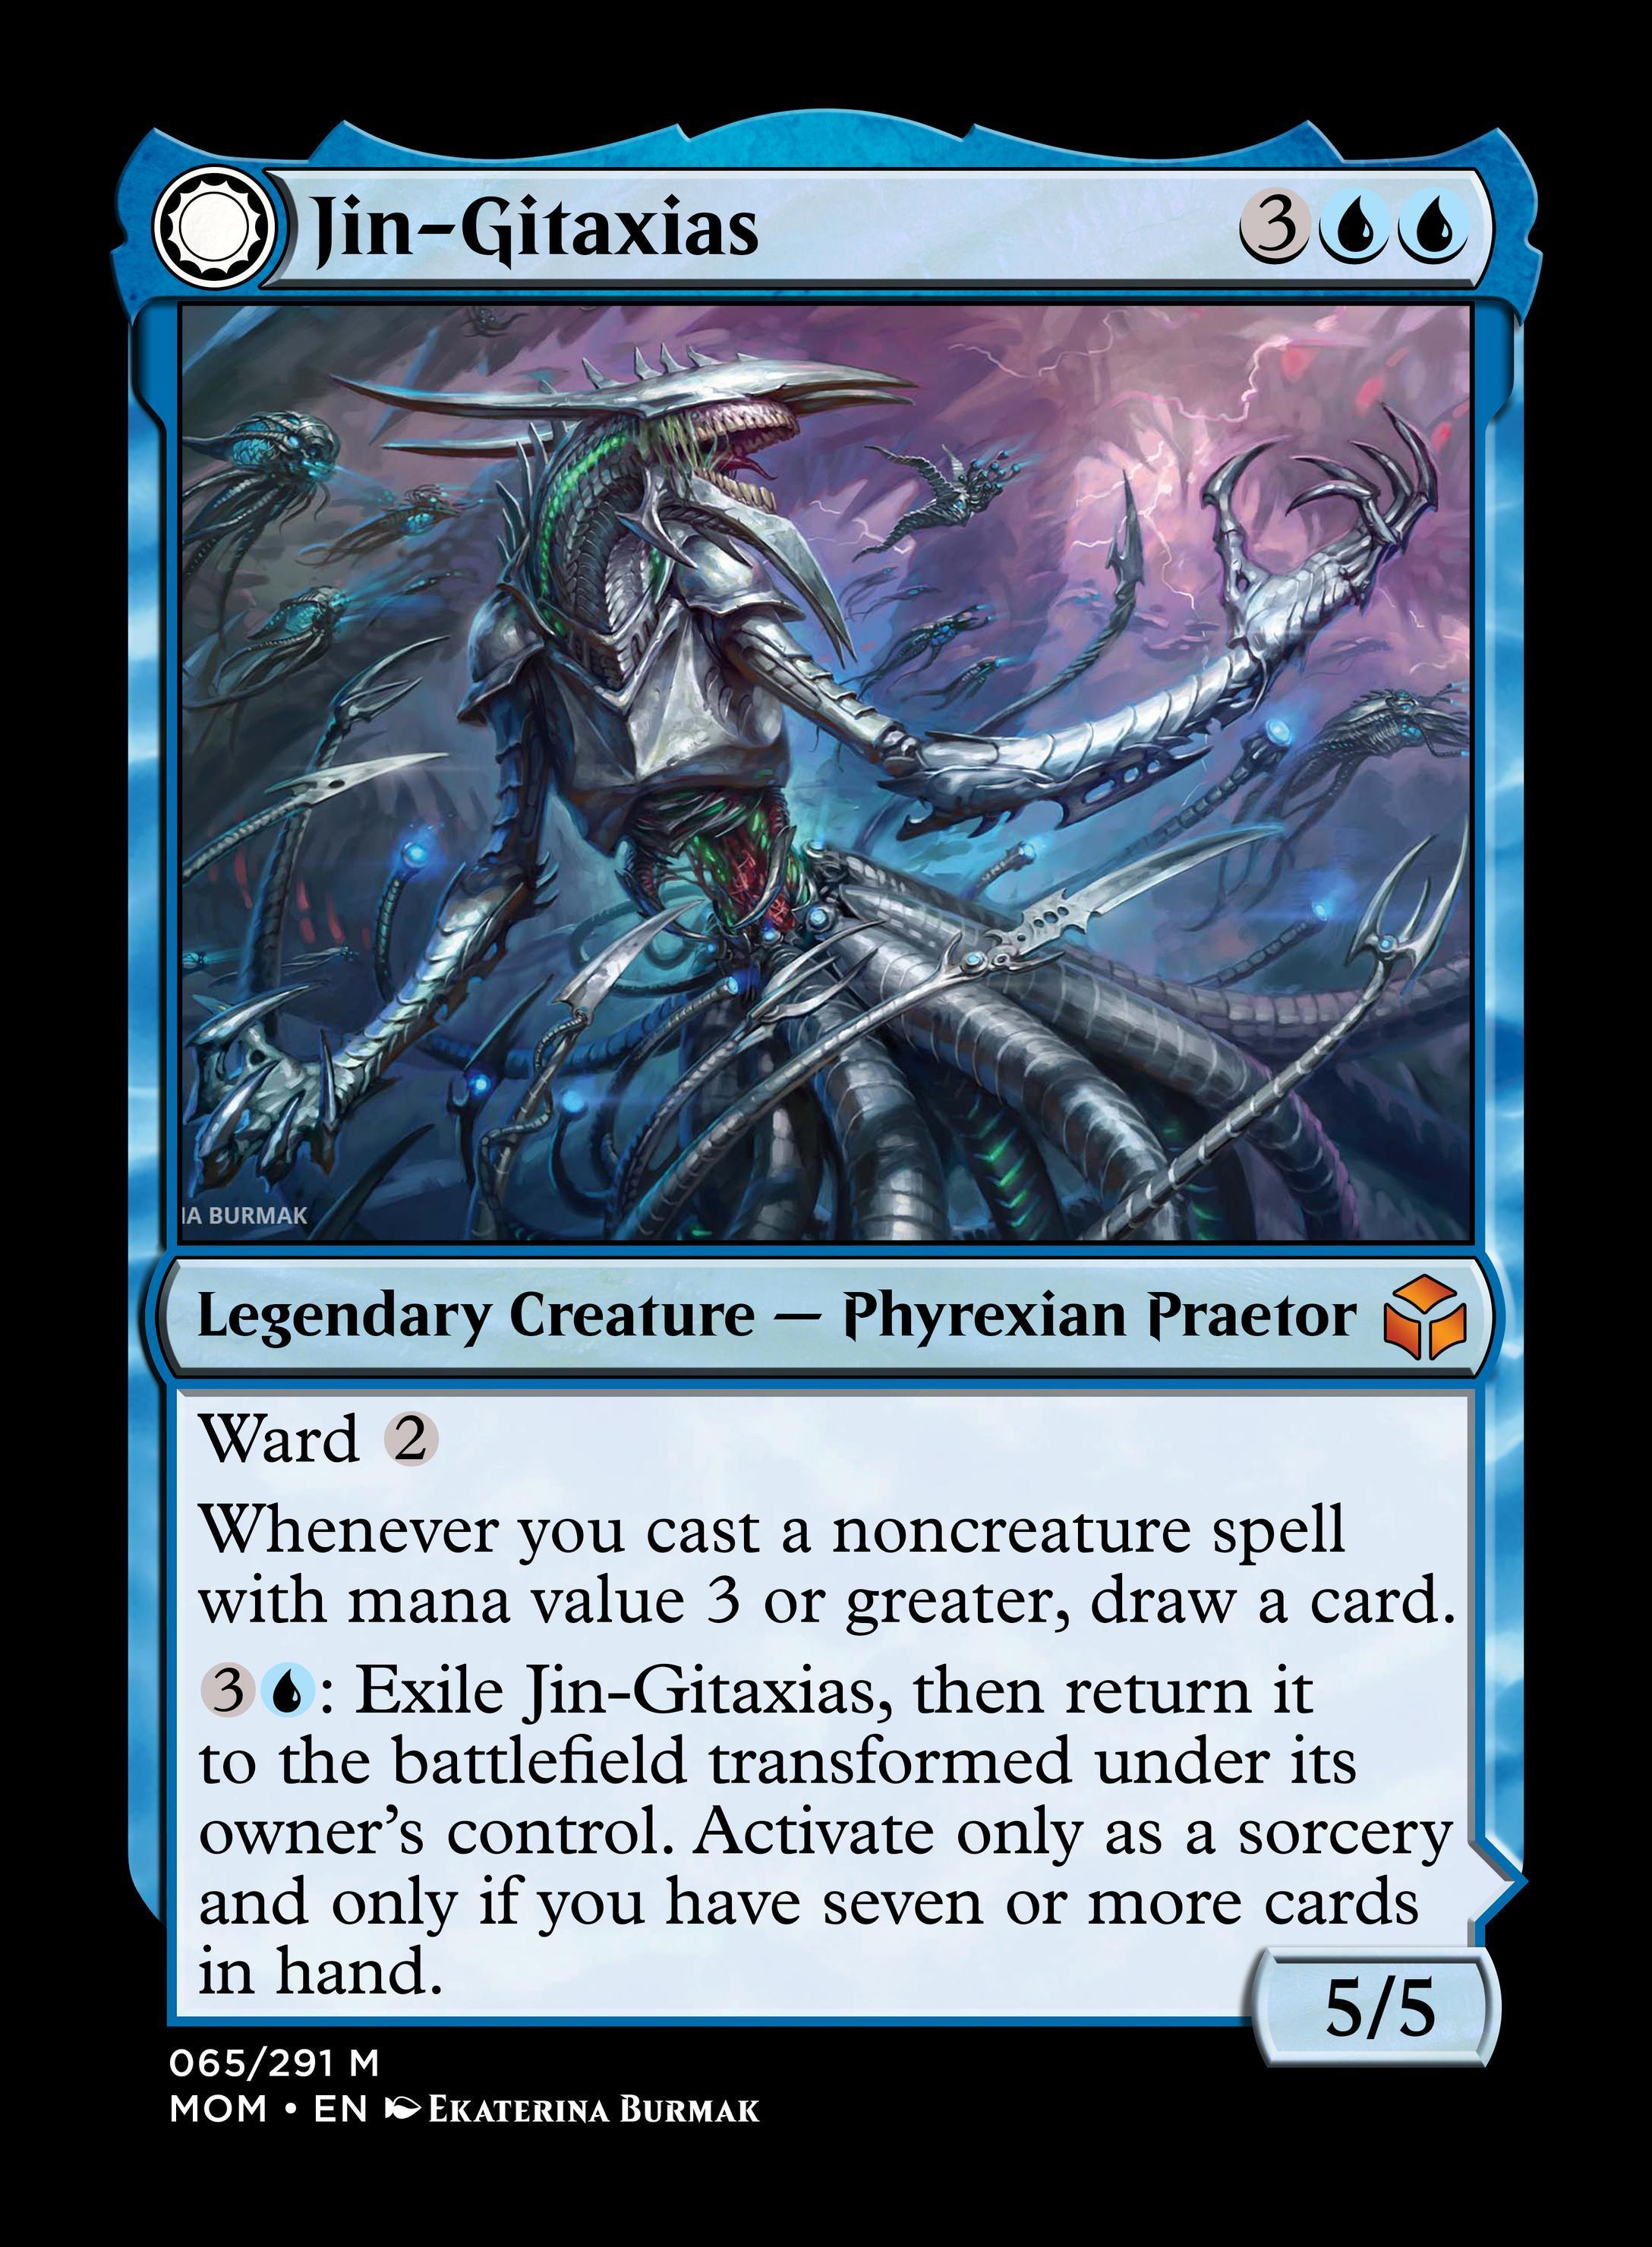 Jin-Gitaxias 3
IA BURMAK
Legendary Creature — Phyrexian Praetor
Ward 2
Whenever you cast a noncreature spell
with mana value 3 or greater, draw a card.
3 : Exile Jin-Gitaxias, then return it
to the battlefield transformed under its
owner’s control. Activate only as a sorcery
and only if you have seven or more cards
in hand.
5/5
065/291 M
MOM • EN EKATERINA BURMAK